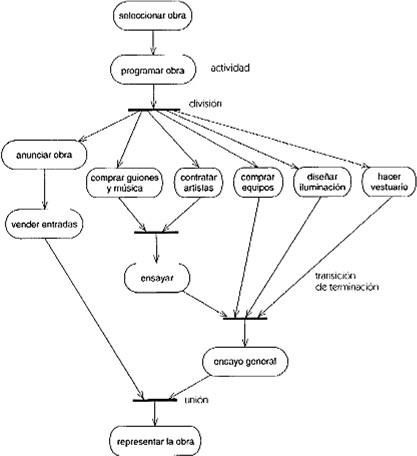 seleccionar obra
programar obra
actividad
división
anunciar obra
comprar guiones
y música
contratar
artistas
comprar
equipos
diseñar
iluminación
hacer
vestuario
vender entradas
ensayar
transición
de terminación
ensayo general
unión
representar la obra